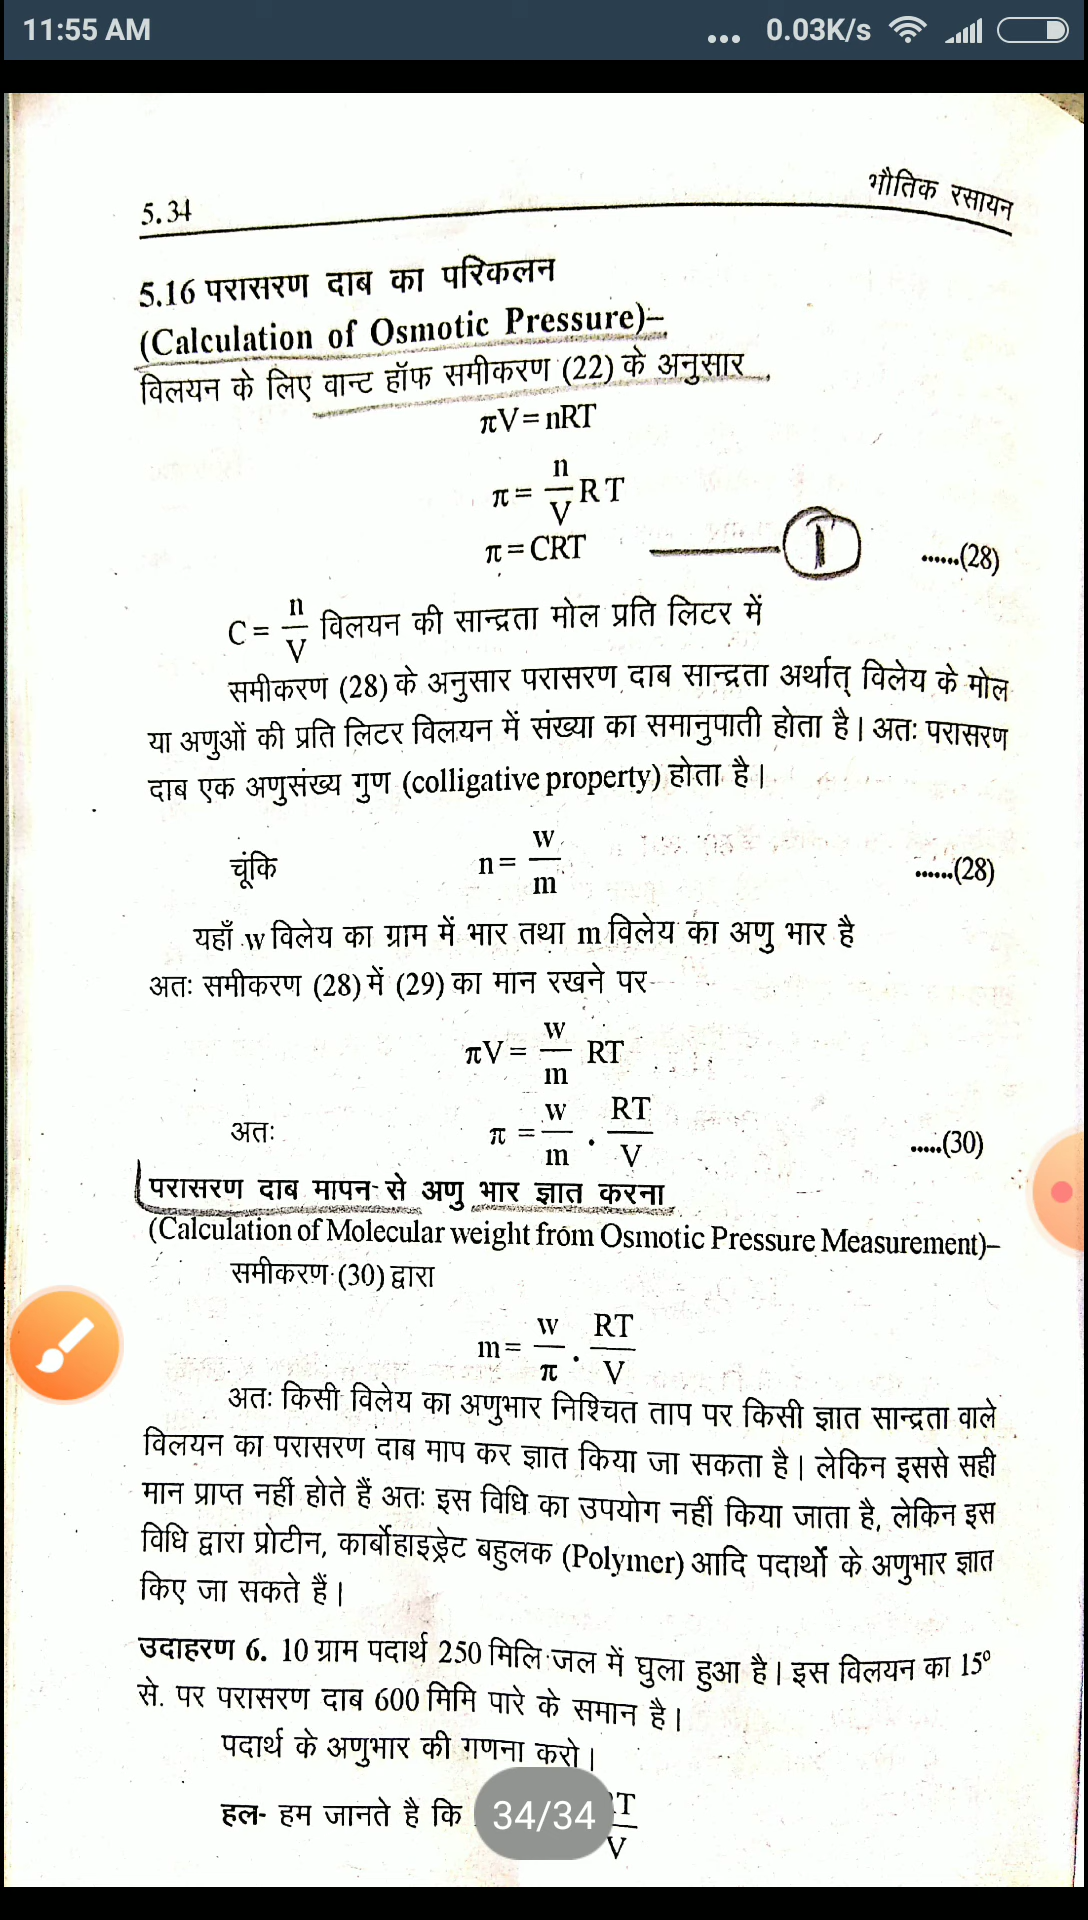 11:55 AM ... 0.03K/s
5.34 भौतिक रसायन
5.16 परासरण दाब का परिकलन
(Calculation of Osmotic Pressure)–
विलयन के लिए वान्ट हॉफ समीकरण (22) के अनुसार
πV = nRT
π = n/V RT
π = CRT ——— 1 ......(28)
C = n/V विलयन की सान्द्रता मोल प्रति लिटर में
समीकरण (28) के अनुसार परासरण दाब सान्द्रता अर्थात् विलेय के मोल
या अणुओं की प्रति लिटर विलयन में संख्या का समानुपाती होता है। अतः परासरण
दाब एक अणुसंख्य गुण (colligative property) होता है।
चूंकि n = w/m ......(28)
यहाँ w विलेय का ग्राम में भार तथा m विलेय का अणु भार है
अतः समीकरण (28) में (29) का मान रखने पर
πV = w/m RT
अतः π = w/m . RT/V .....(30)
परासरण दाब मापन से अणु भार ज्ञात करना
(Calculation of Molecular weight from Osmotic Pressure Measurement)–
समीकरण (30) द्वारा
m = w/π . RT/V
अतः किसी विलेय का अणुभार निश्चित ताप पर किसी ज्ञात सान्द्रता वाले
विलयन का परासरण दाब माप कर ज्ञात किया जा सकता है। लेकिन इससे सही
मान प्राप्त नहीं होते हैं अतः इस विधि का उपयोग नहीं किया जाता है, लेकिन इस
विधि द्वारा प्रोटीन, कार्बोहाइड्रेट बहुलक (Polymer) आदि पदार्थो के अणुभार ज्ञात
किए जा सकते हैं।
उदाहरण 6. 10 ग्राम पदार्थ 250 मिलि जल में घुला हुआ है। इस विलयन का 15°
से. पर परासरण दाब 600 मिमि पारे के समान है।
पदार्थ के अणुभार की गणना करो।
हल- हम जानते है कि T/V
34/34